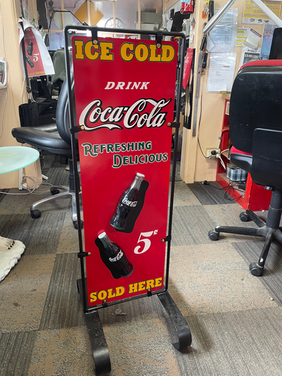 ICE COLD
DRINK
Coca-Cola
REFRESHING
DELICIOUS
5¢
SOLD HERE